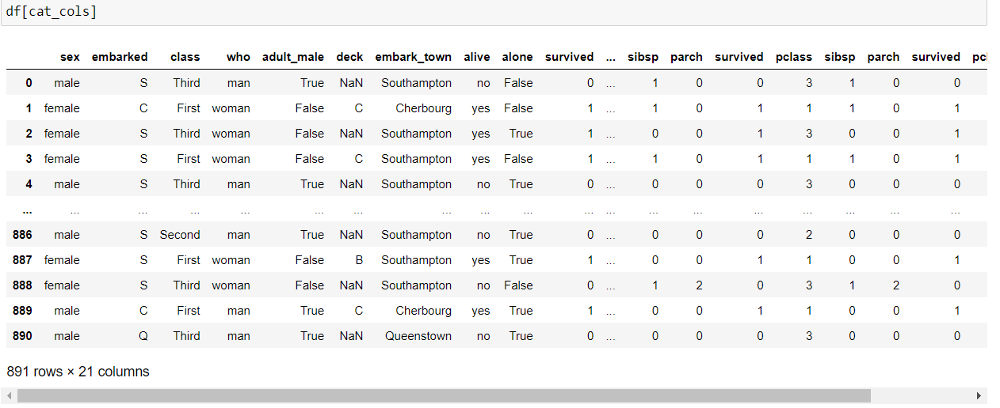 df[cat_cols]
sex embarked class who adult_male deck embark_town alive alone survived ... sibsp parch survived pclass sibsp parch survived pcl
0 male S Third man True NaN Southampton no False 0 ... 1 0 0 3 1 0 0
1 female C First woman False C Cherbourg yes False 1 ... 1 0 1 1 1 0 1
2 female S Third woman False NaN Southampton yes True 1 ... 0 0 1 3 0 0 1
3 female S First woman False C Southampton yes False 1 ... 1 0 1 1 1 0 1
4 male S Third man True NaN Southampton no True 0 ... 0 0 0 3 0 0 0
... ... ... ... ... ... ... ... ... ... ... ... ... ... ... ... ... ... ...
886 male S Second man True NaN Southampton no True 0 ... 0 0 0 2 0 0 0
887 female S First woman False B Southampton yes True 1 ... 0 0 1 1 0 0 1
888 female S Third woman False NaN Southampton no False 0 ... 1 2 0 3 1 2 0
889 male C First man True C Cherbourg yes True 1 ... 0 0 1 1 0 0 1
890 male Q Third man True NaN Queenstown no True 0 ... 0 0 0 3 0 0 0
891 rows × 21 columns